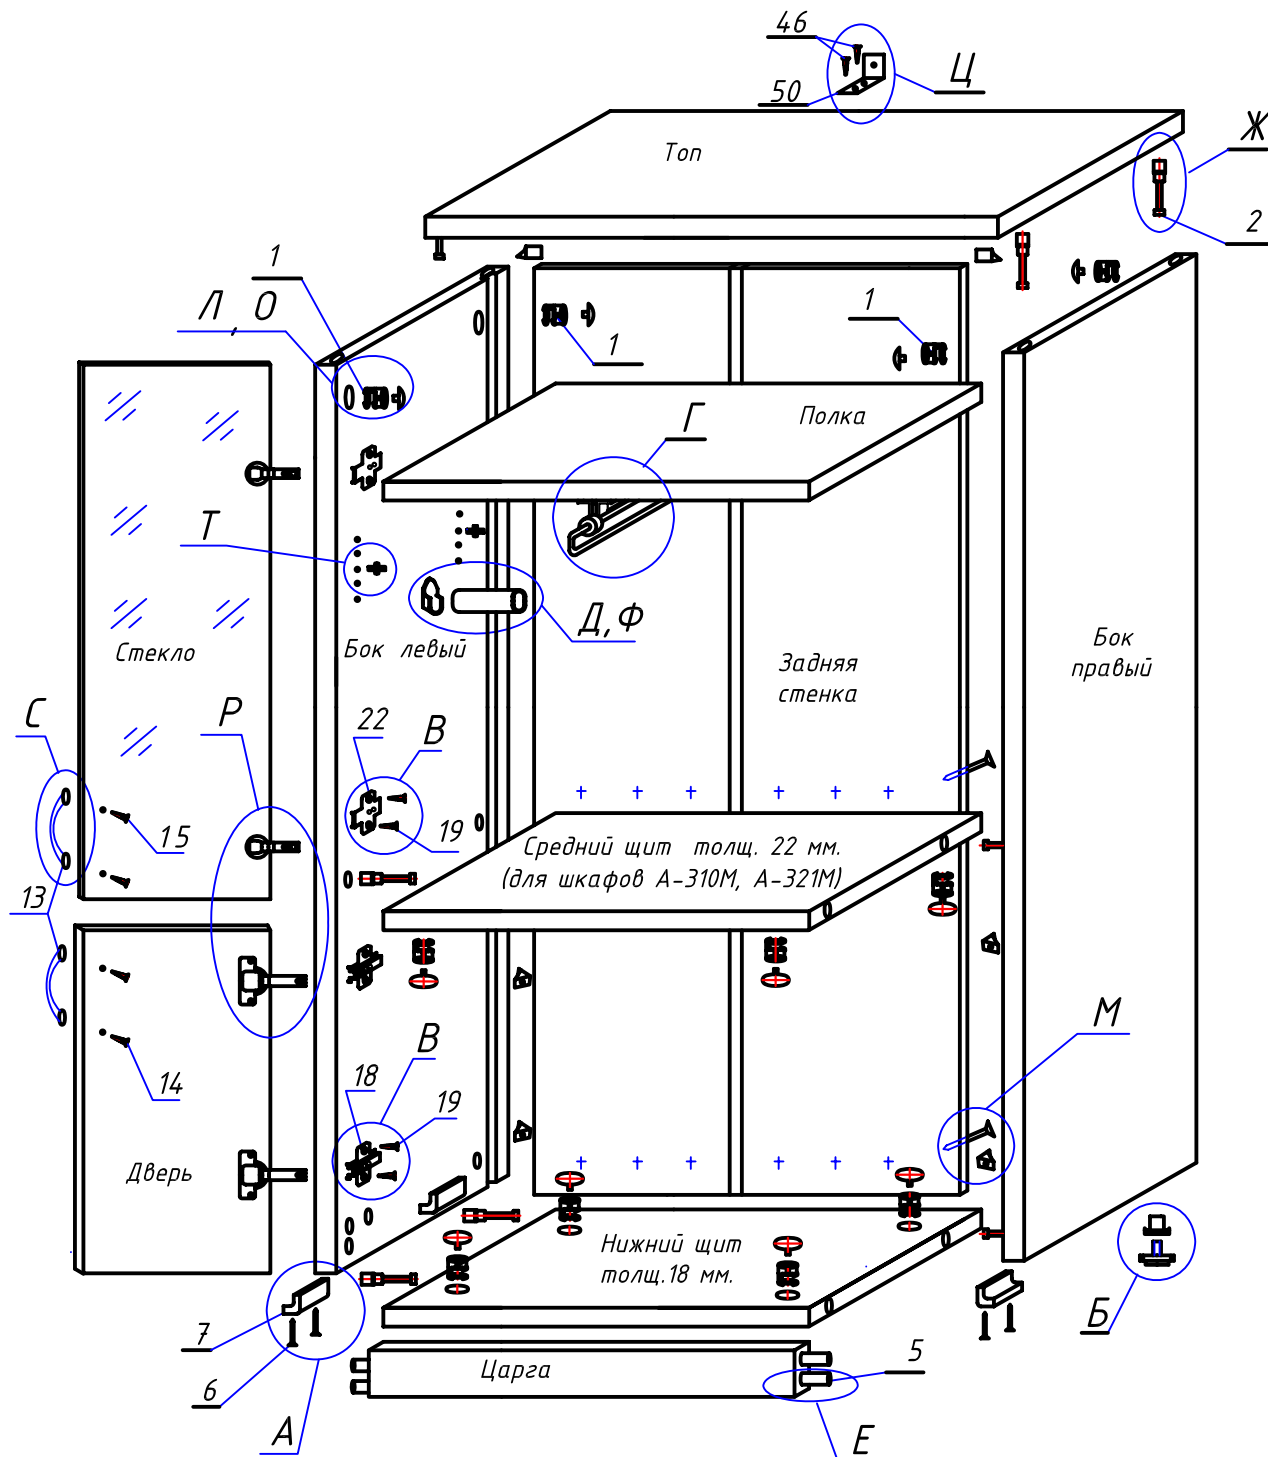 46
Ц
50
Топ
Ж
2
1
Л, О
1
1
Полка
Г
Т
Д,Ф
Стекло
Бок левый
Задняя
стенка
Бок
правый
С
Р
22
В
15
19
Средний щит толщ. 22 мм.
(для шкафов А-310М, А-321М)
13
М
14
18
В
19
Дверь
Нижний щит
толщ.18 мм.
7
6
А
Царга
5
Е
Б